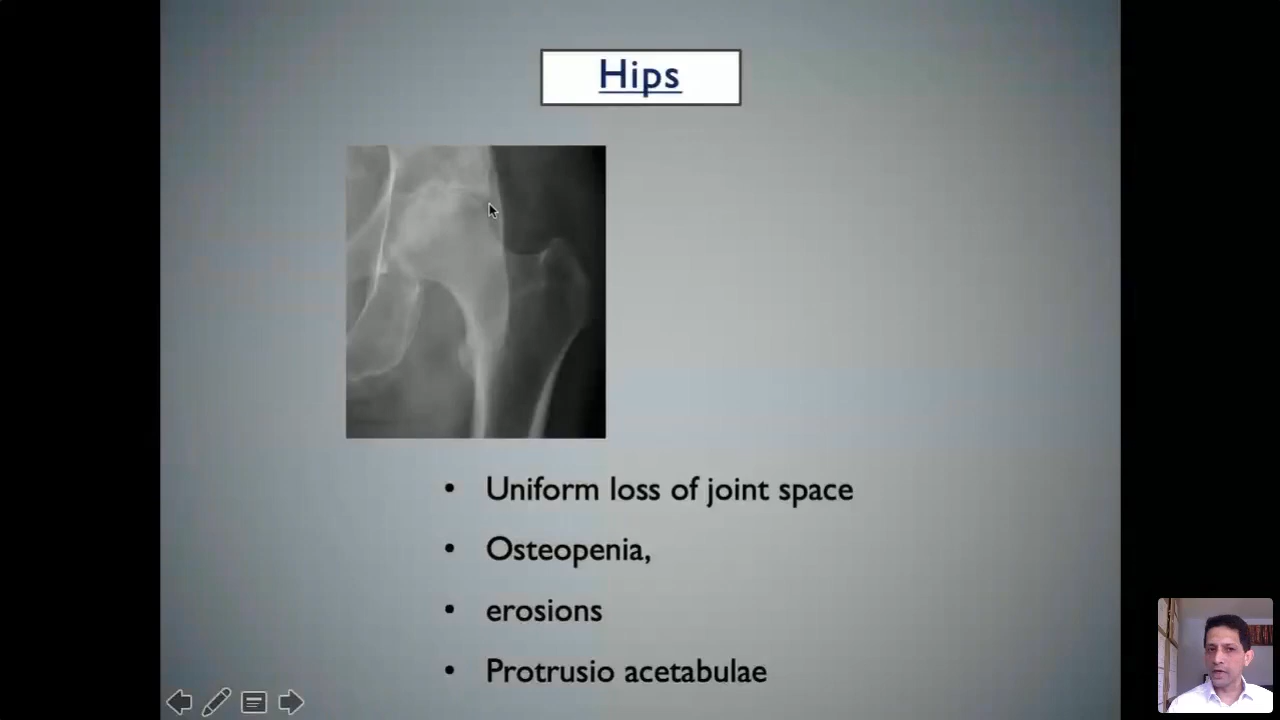 Hips
• Uniform loss of joint space
• Osteopenia,
• erosions
• Protrusio acetabulae